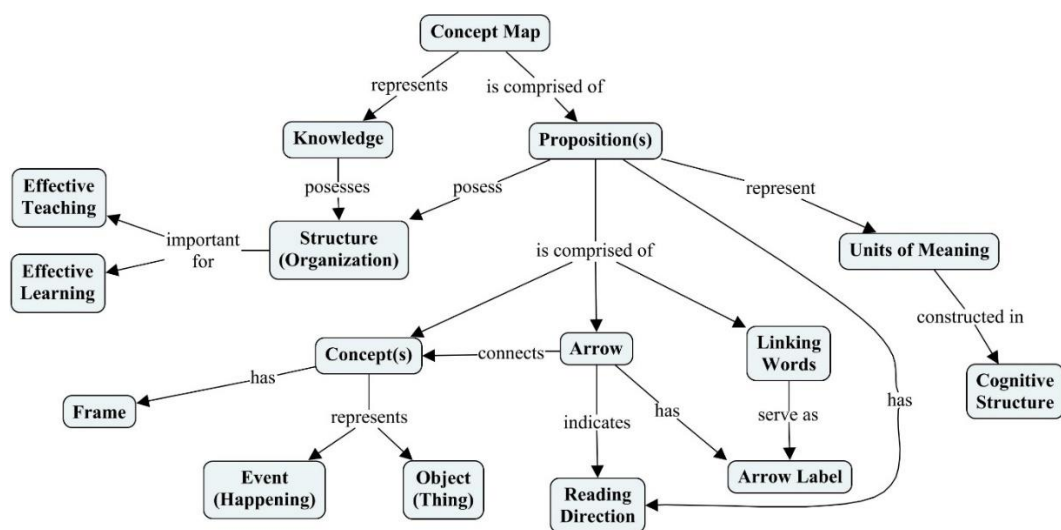 Concept Map
represents
is comprised of
Knowledge
Proposition(s)
posesses
posess
represent
Effective
Teaching
important
for
Structure
(Organization)
is comprised of
Units of Meaning
Effective
Learning
constructed in
Concept(s)
connects
Arrow
Linking
Words
Cognitive
Structure
has
has
Frame
represents
indicates
has
serve as
Event
(Happening)
Object
(Thing)
Reading
Direction
Arrow Label